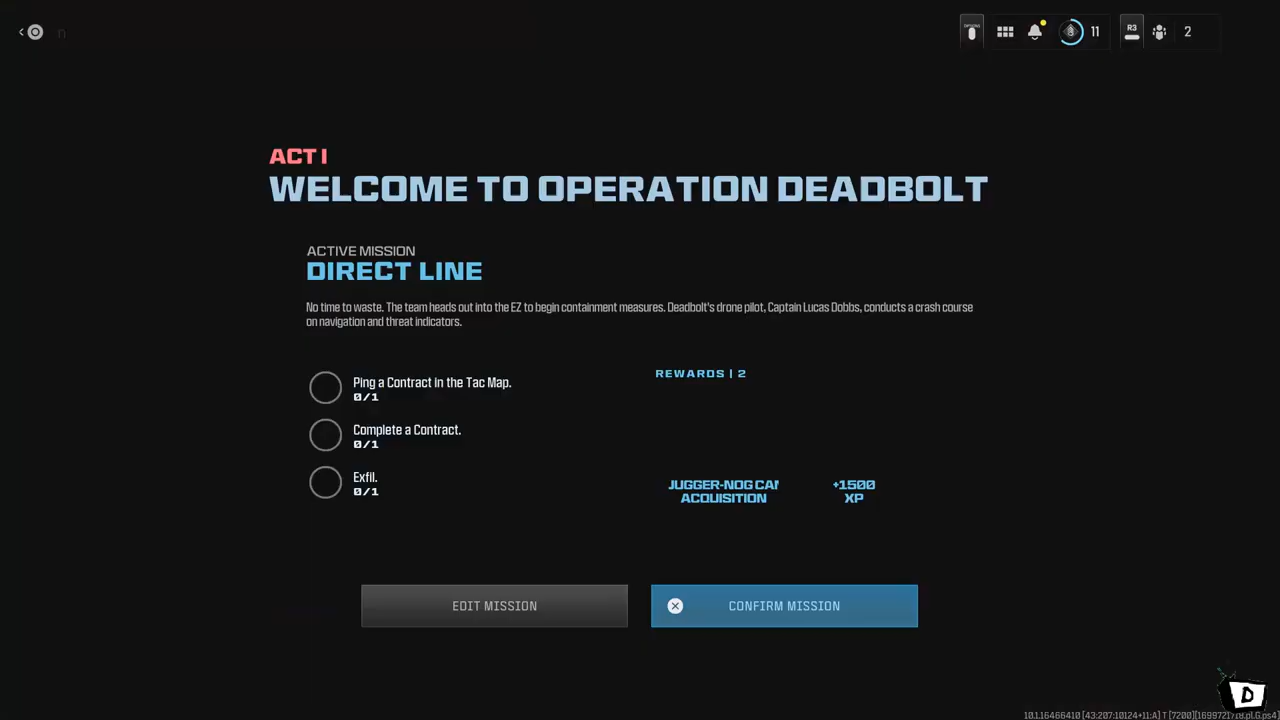 OPTIONS
11
R3
2
ACT I
WELCOME TO OPERATION DEADBOLT
ACTIVE MISSION
DIRECT LINE
No time to waste. The team heads out into the EZ to begin containment measures. Deadbolt's drone pilot, Captain Lucas Dobbs, conducts a crash course
on navigation and threat indicators.
REWARDS | 2
Ping a Contract in the Tac Map.
0/1
Complete a Contract.
0/1
Exfil.
0/1
JUGGER-NOG CAN
ACQUISITION
+1500
XP
EDIT MISSION
CONFIRM MISSION
D